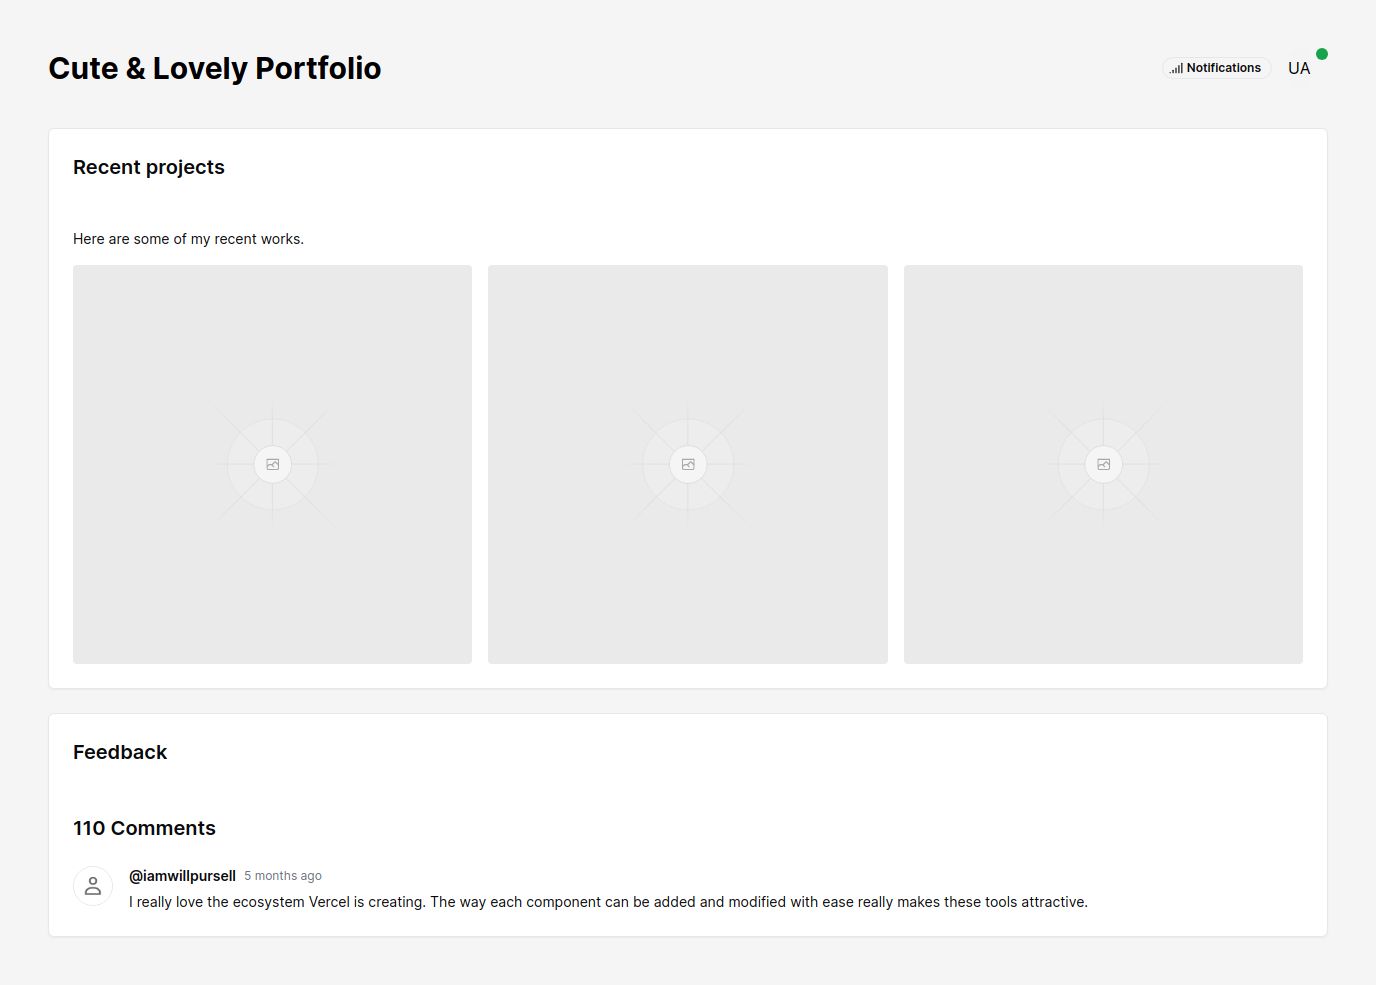 Cute & Lovely Portfolio
Notifications
UA
Recent projects
Here are some of my recent works.
Feedback
110 Comments
@iamwillpursell 5 months ago
I really love the ecosystem Vercel is creating. The way each component can be added and modified with ease really makes these tools attractive.